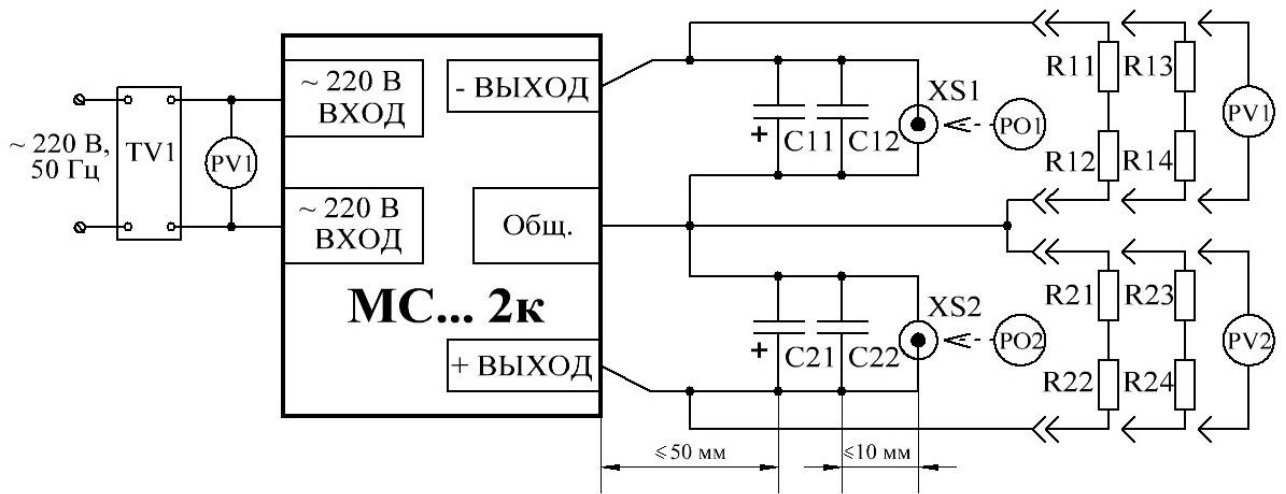 ~ 220 В,
50 Гц
TV1
PV1
~ 220 В
ВХОД
~ 220 В
ВХОД
- ВЫХОД
Общ.
МС... 2к
+ ВЫХОД
+
C11
C12
XS1
PO1
R11
R13
R12
R14
PV1
+
C21
C22
XS2
PO2
R21
R23
R22
R24
PV2
≤50 мм
≤10 мм